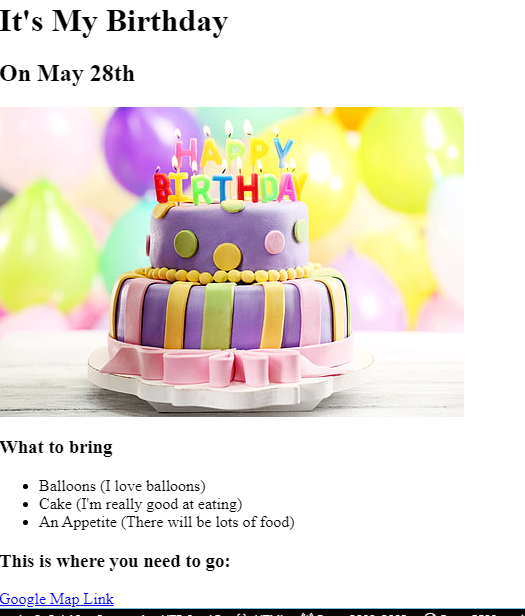 It's My Birthday
On May 28th
HAPPY
BIRTHDAY
What to bring
Balloons (I love balloons)
Cake (I'm really good at eating)
An Appetite (There will be lots of food)
This is where you need to go:
Google Map Link